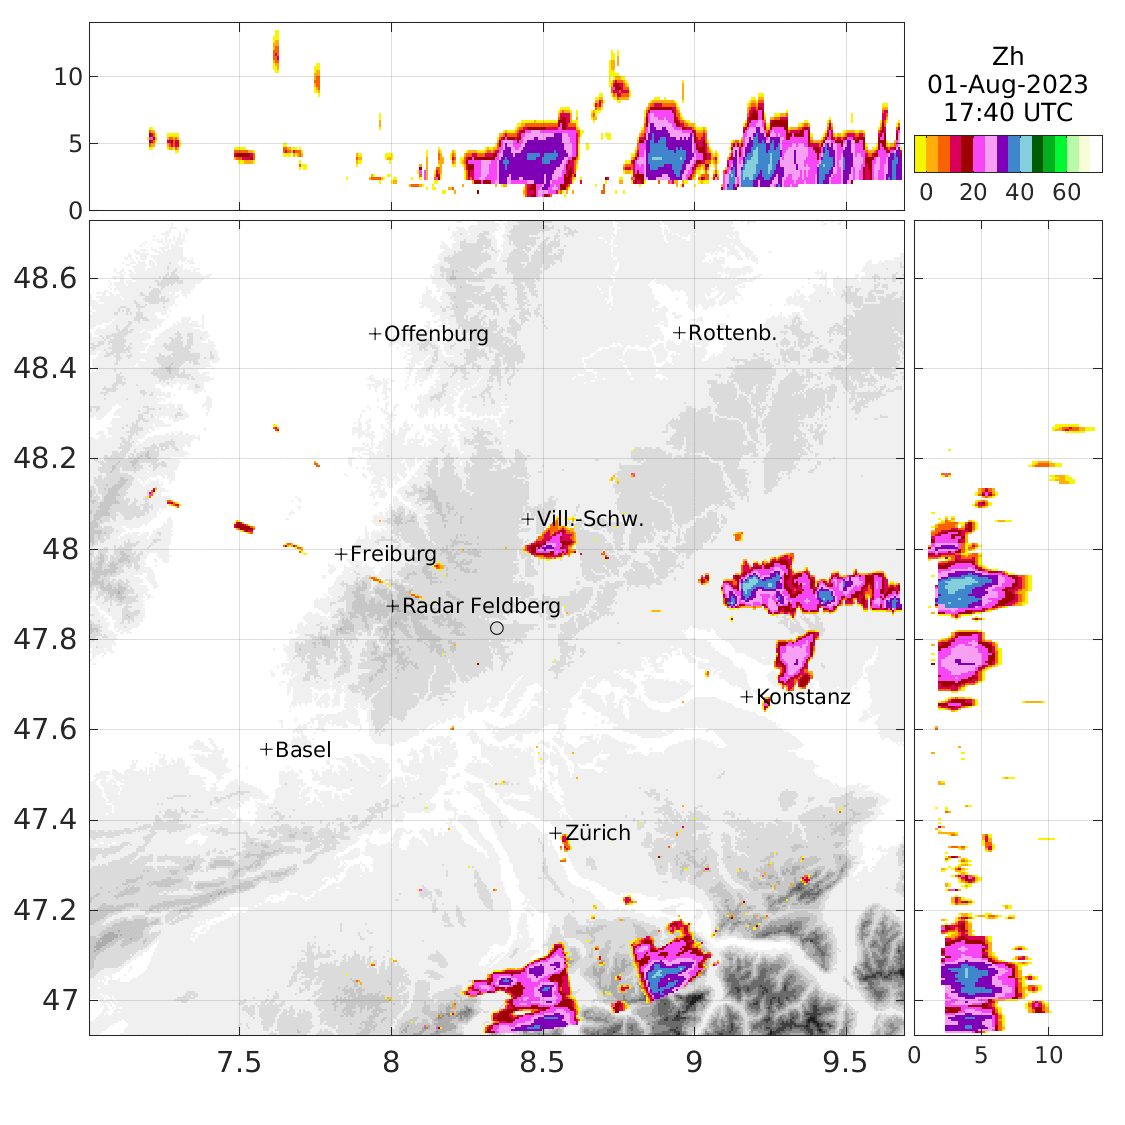 10
5
0
Zh
01-Aug-2023
17:40 UTC
0 20 40 60
48.6
48.4
48.2
48
47.8
47.6
47.4
47.2
47
+Offenburg
+Rottenb.
+Vill.-Schw.
+Freiburg
+Radar Feldberg
+Konstanz
+Basel
+Zürich
7.5 8 8.5 9 9.5
0 5 10